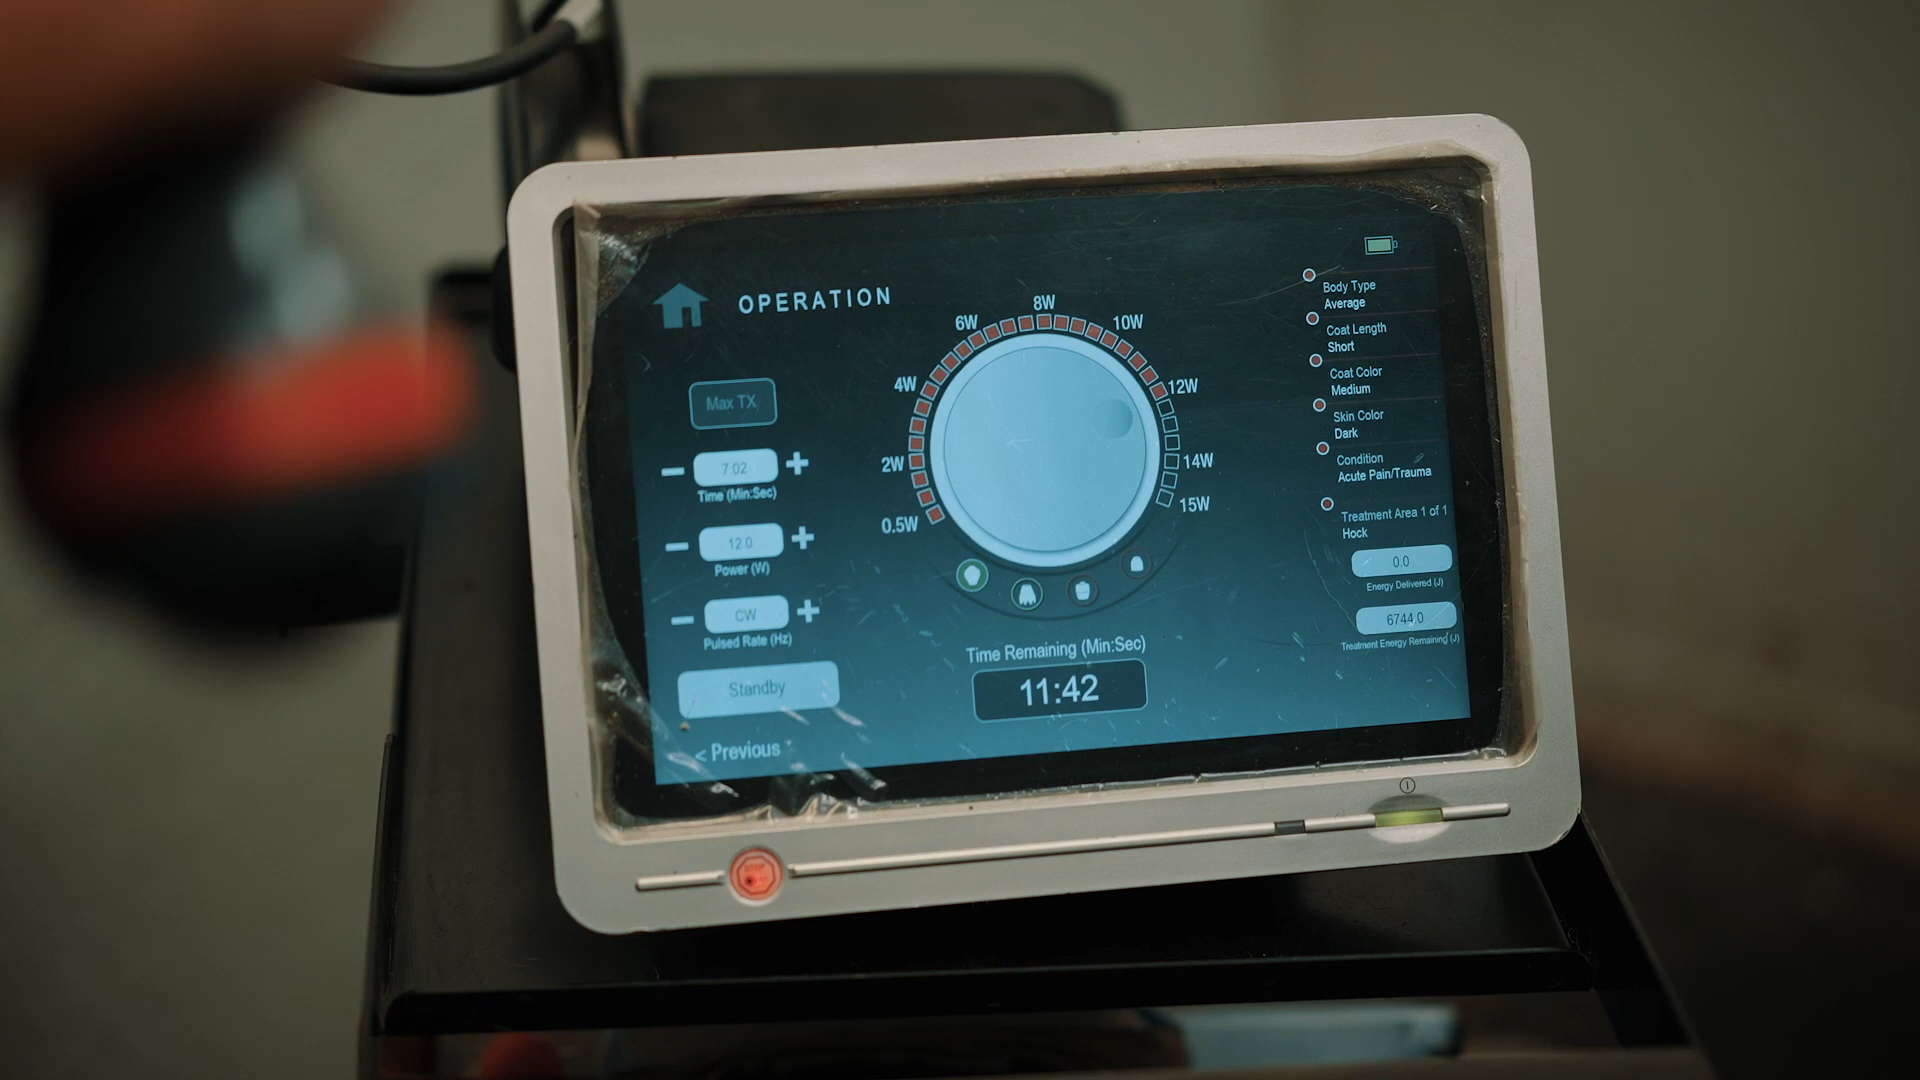 OPERATION
Max TX
7:02
Time (Min:Sec)
12.0
Power (W)
CW
Pulsed Rate (Hz)
Standby
< Previous
0.5W
2W
4W
6W
8W
10W
12W
14W
15W
Time Remaining (Min:Sec)
11:42
Body Type
Average
Coat Length
Short
Coat Color
Medium
Skin Color
Dark
Condition
Acute Pain/Trauma
Treatment Area 1 of 1
Hock
0.0
Energy Delivered (J)
6744.0
Treatment Energy Remaining (J)
STOP